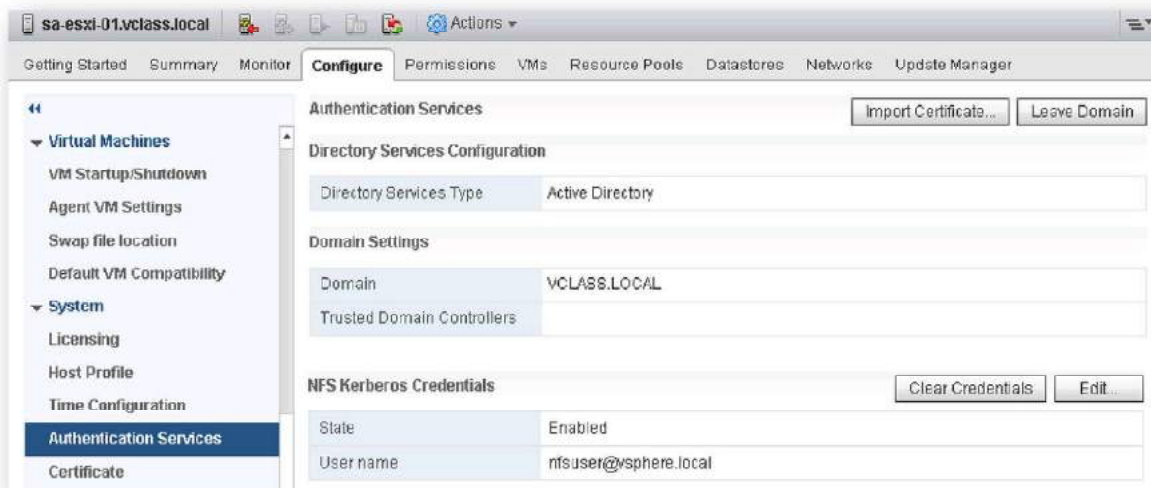 sa-esxi-01.vclass.local Actions
Getting Started Summary Monitor Configure Permissions VMs Resource Pools Datastores Networks Update Manager
Virtual Machines
VM Startup/Shutdown
Agent VM Settings
Swap file location
Default VM Compatibility
System
Licensing
Host Profile
Time Configuration
Authentication Services
Certificate
Authentication Services Import Certificate... Leave Domain
Directory Services Configuration
Directory Services Type Active Directory
Domain Settings
Domain VCLASS.LOCAL
Trusted Domain Controllers
NFS Kerberos Credentials Clear Credentials Edit...
State Enabled
User name nfsuser@vsphere.local